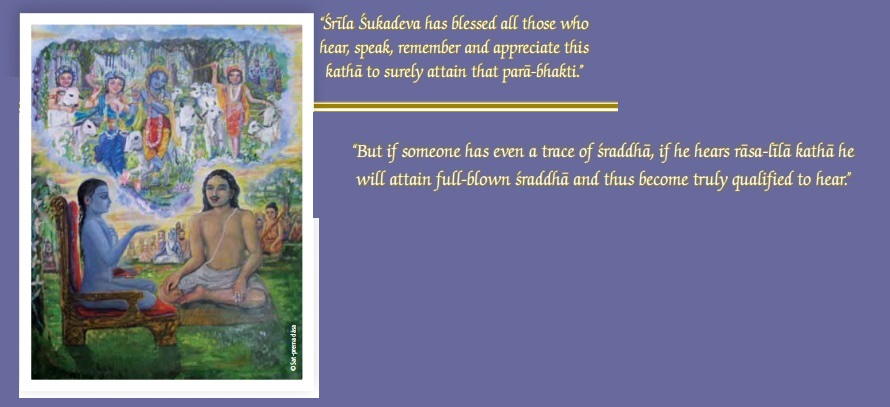 “Śrīla Śukadeva has blessed all those who
hear, speak, remember and appreciate this
kathā to surely attain that parā-bhakti.”
“But if someone has even a trace of śraddhā, if he hears rāsa-līlā kathā he
will attain full-blown śraddhā and thus become truly qualified to hear.”
© Sat-prema dāsa